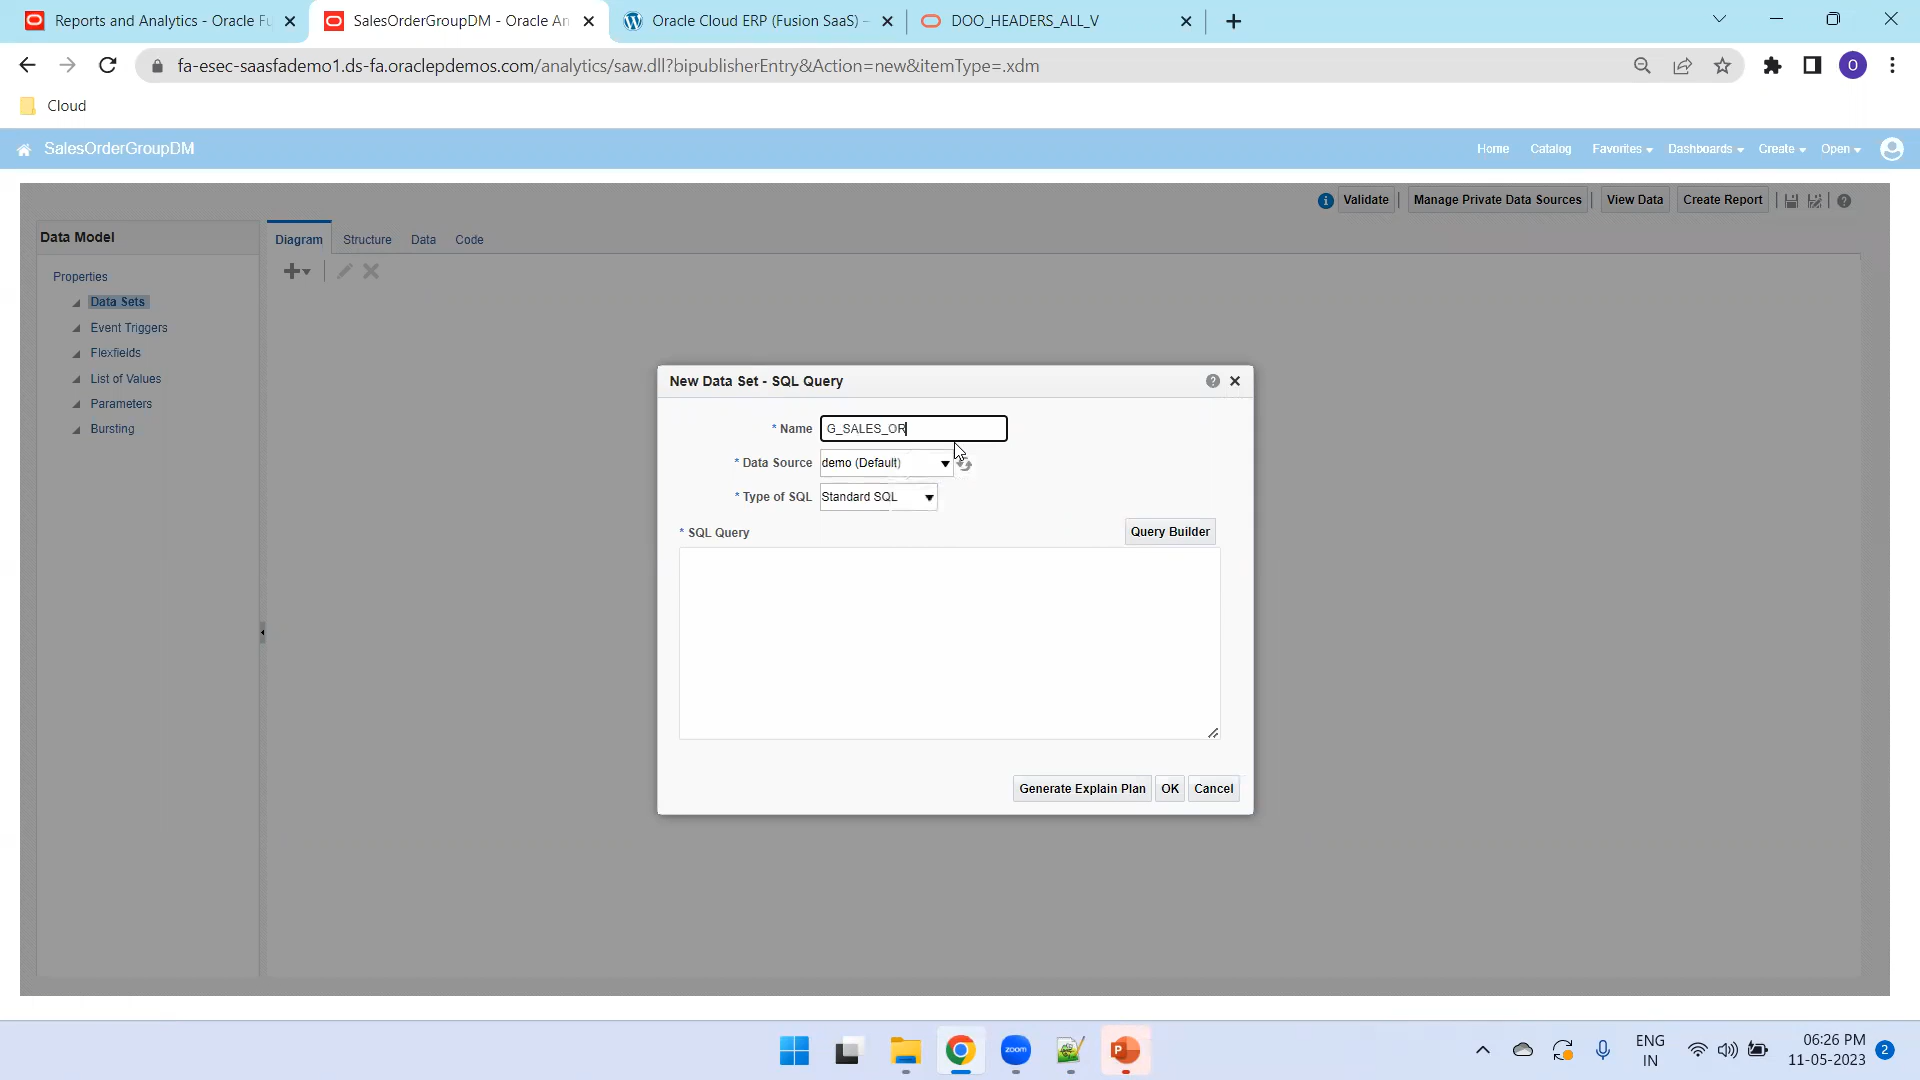 Reports and Analytics - Oracle Fu
SalesOrderGroupDM - Oracle An
Oracle Cloud ERP (Fusion SaaS) –
DOO_HEADERS_ALL_V
fa-esec-saasfademo1.ds-fa.oraclepdemos.com/analytics/saw.dll?bipublisherEntry&Action=new&itemType=.xdm
O
Cloud
SalesOrderGroupDM
Home
Catalog
Favorites
Dashboards
Create
Open
Validate
Manage Private Data Sources
View Data
Create Report
Data Model
Diagram
Structure
Data
Code
Properties
Data Sets
Event Triggers
Flexfields
List of Values
Parameters
Bursting
New Data Set - SQL Query
* Name
G_SALES_OR
* Data Source
demo (Default)
* Type of SQL
Standard SQL
* SQL Query
Query Builder
Generate Explain Plan
OK
Cancel
zoom
P
ENG
IN
06:26 PM
11-05-2023
2